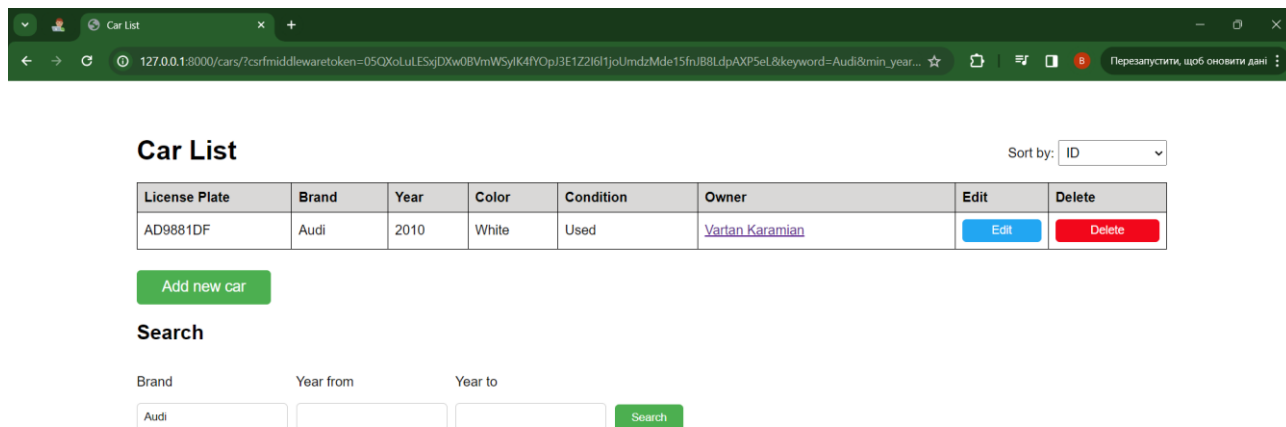 Car List
127.0.0.1:8000/cars/?csrfmiddlewaretoken=05QXoLuLESxjDXw0BVmWSyIK4fYOpJ3E1Z2I6l1joUmdzMde15fnJB8LdpAXP5eL&keyword=Audi&min_year... B Перезапустити, щоб оновити дані
Car List
Sort by: ID
License Plate Brand Year Color Condition Owner Edit Delete
AD9881DF Audi 2010 White Used Vartan Karamian Edit Delete
Add new car
Search
Brand Year from Year to
Audi Search